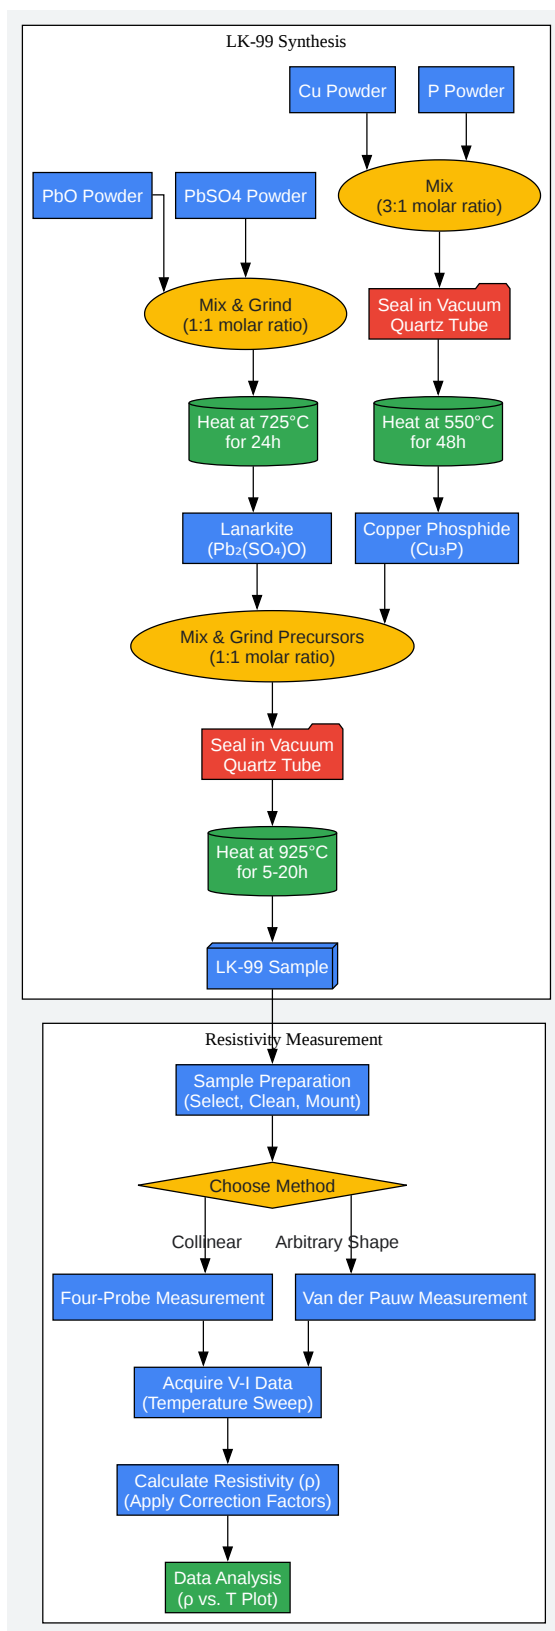 LK-99 Synthesis
Cu Powder
P Powder
PbO Powder
PbSO4 Powder
Mix
(3:1 molar ratio)
Mix & Grind
(1:1 molar ratio)
Seal in Vacuum
Quartz Tube
Heat at 725°C
for 24h
Heat at 550°C
for 48h
Lanarkite
(Pb₂(SO₄)O)
Copper Phosphide
(Cu₃P)
Mix & Grind Precursors
(1:1 molar ratio)
Seal in Vacuum
Quartz Tube
Heat at 925°C
for 5-20h
LK-99 Sample
Resistivity Measurement
Sample Preparation
(Select, Clean, Mount)
Choose Method
Collinear
Arbitrary Shape
Four-Probe Measurement
Van der Pauw Measurement
Acquire V-I Data
(Temperature Sweep)
Calculate Resistivity (ρ)
(Apply Correction Factors)
Data Analysis
(ρ vs. T Plot)